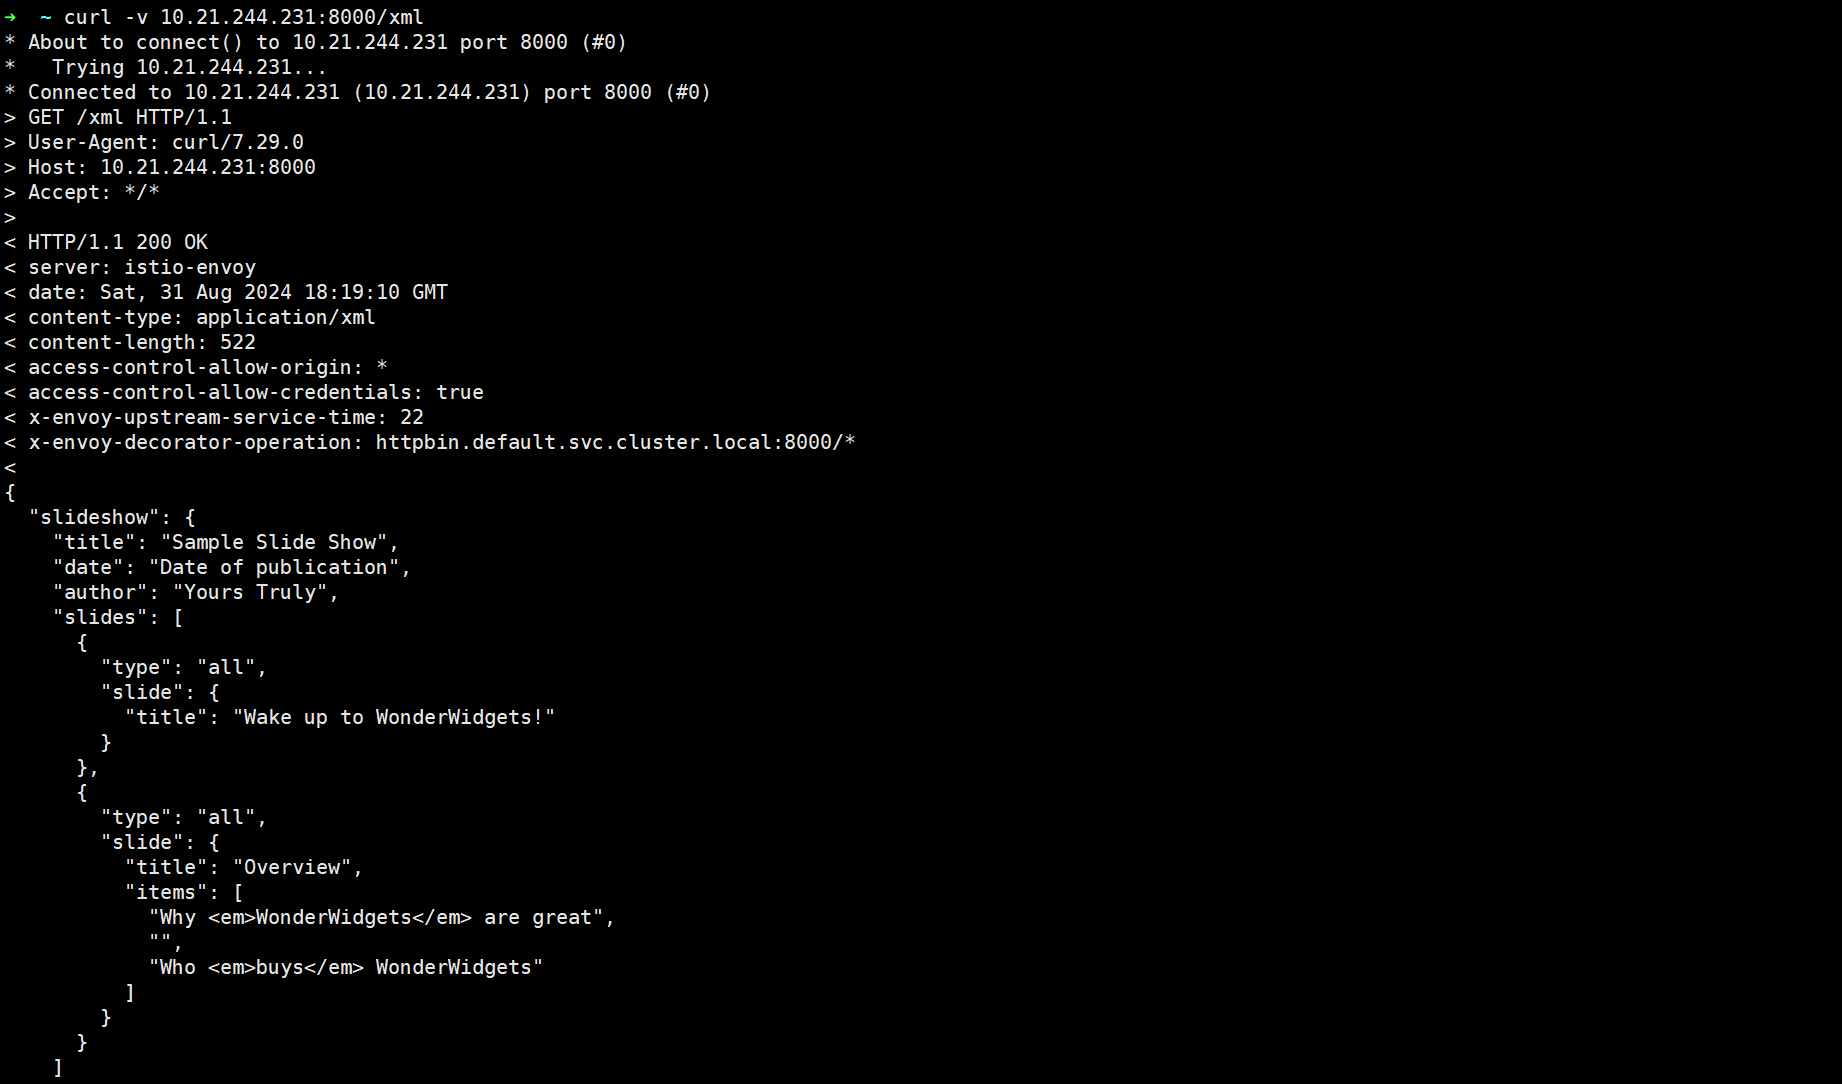 ➜  ~ curl -v 10.21.244.231:8000/xml
* About to connect() to 10.21.244.231 port 8000 (#0)
*   Trying 10.21.244.231...
* Connected to 10.21.244.231 (10.21.244.231) port 8000 (#0)
> GET /xml HTTP/1.1
> User-Agent: curl/7.29.0
> Host: 10.21.244.231:8000
> Accept: */*
>
< HTTP/1.1 200 OK
< server: istio-envoy
< date: Sat, 31 Aug 2024 18:19:10 GMT
< content-type: application/xml
< content-length: 522
< access-control-allow-origin: *
< access-control-allow-credentials: true
< x-envoy-upstream-service-time: 22
< x-envoy-decorator-operation: httpbin.default.svc.cluster.local:8000/*
<
{
  "slideshow": {
    "title": "Sample Slide Show",
    "date": "Date of publication",
    "author": "Yours Truly",
    "slides": [
      {
        "type": "all",
        "slide": {
          "title": "Wake up to WonderWidgets!"
        }
      },
      {
        "type": "all",
        "slide": {
          "title": "Overview",
          "items": [
            "Why <em>WonderWidgets</em> are great",
            "",
            "Who <em>buys</em> WonderWidgets"
          ]
        }
      }
    ]